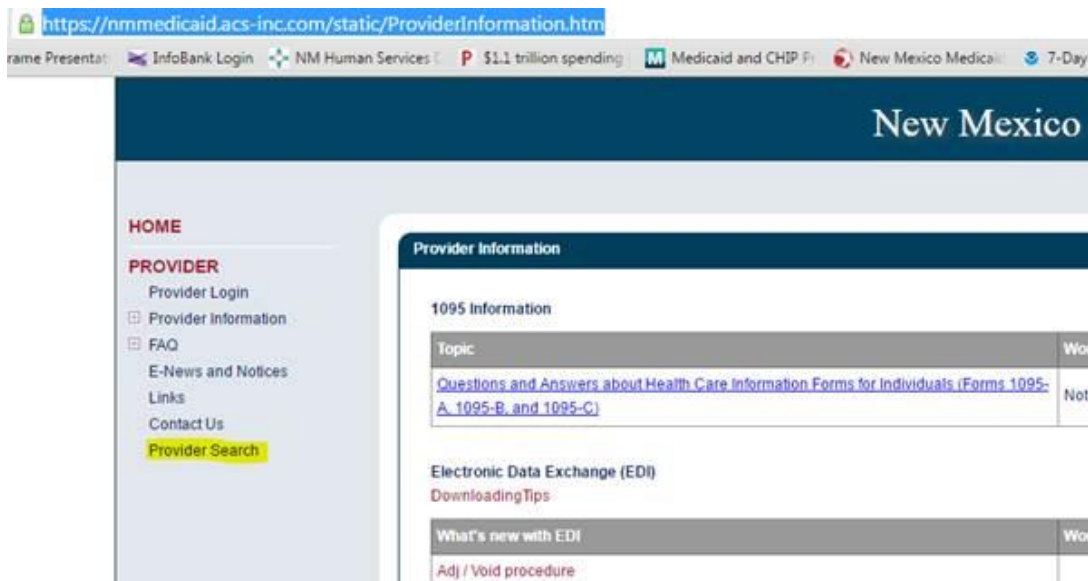 https://nmmedicaid.acs-inc.com/static/ProviderInformation.htm
rame Presentat InfoBank Login NM Human Services D P $1.1 trillion spending M Medicaid and CHIP Pr New Mexico Medicaid 7-Day
New Mexico
HOME
PROVIDER
Provider Login
Provider Information
FAQ
E-News and Notices
Links
Contact Us
Provider Search
Provider Information
1095 Information
Topic Wo
Questions and Answers about Health Care Information Forms for Individuals (Forms 1095-
A, 1095-B, and 1095-C) Not
Electronic Data Exchange (EDI)
DownloadingTips
What's new with EDI Wo
Adj / Void procedure